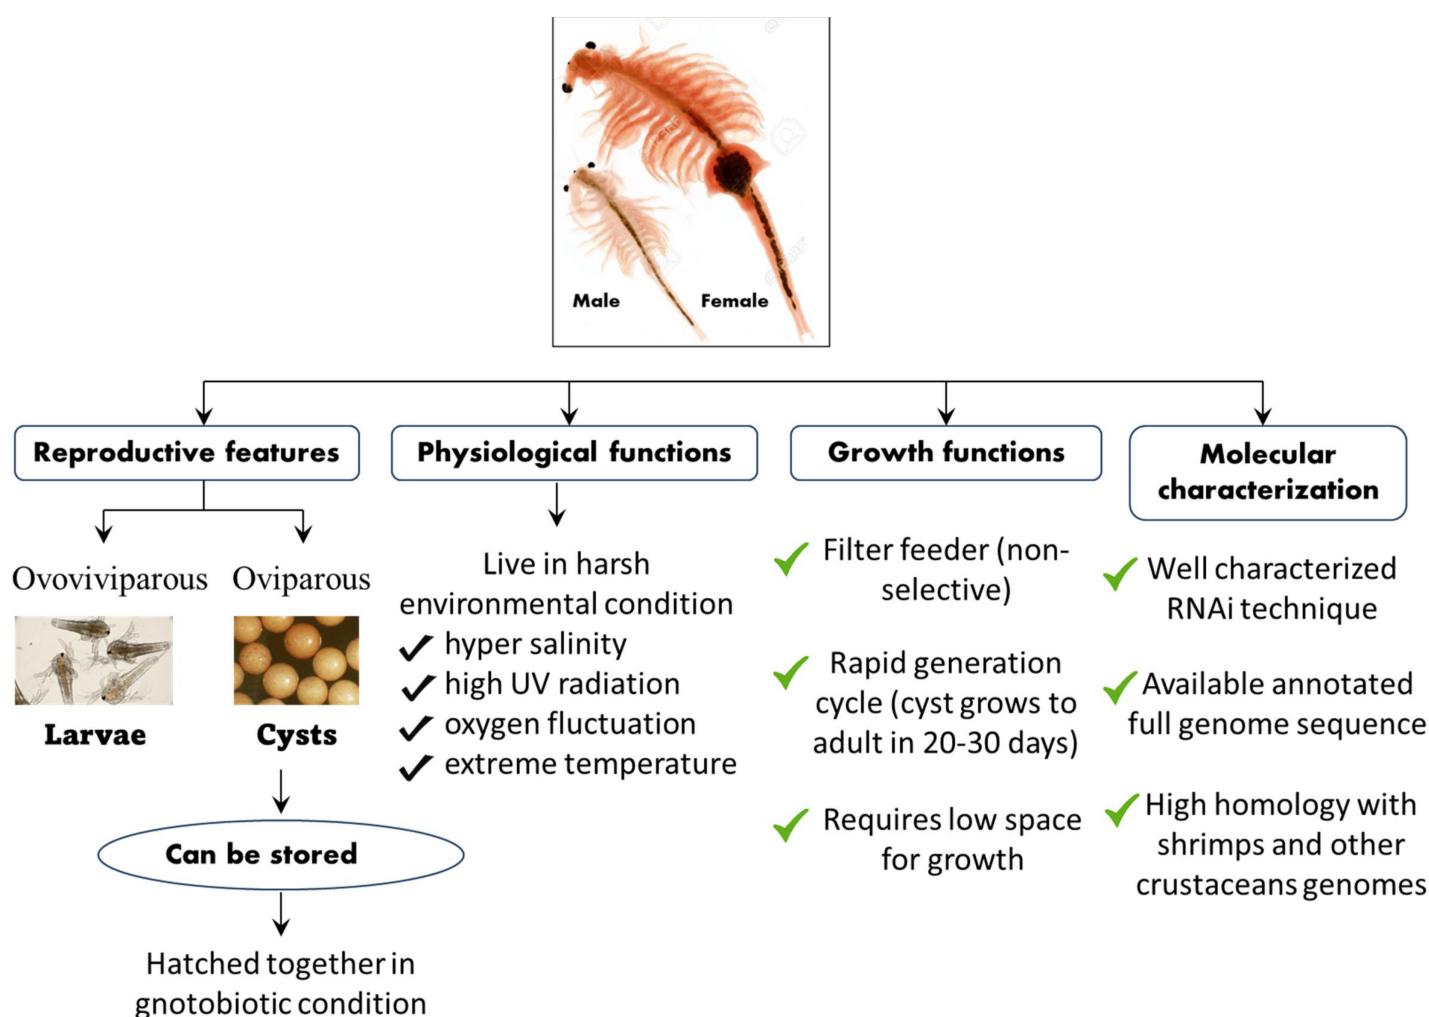 Male
Female
Reproductive features
Physiological functions
Growth functions
Molecular
characterization
Ovoviviparous
Oviparous
Larvae
Cysts
Can be stored
Hatched together in
gnotobiotic condition
Live in harsh
environmental condition
hyper salinity
high UV radiation
oxygen fluctuation
extreme temperature
Filter feeder (non-
selective)
Rapid generation
cycle (cyst grows to
adult in 20-30 days)
Requires low space
for growth
Well characterized
RNAi technique
Available annotated
full genome sequence
High homology with
shrimps and other
crustaceans genomes